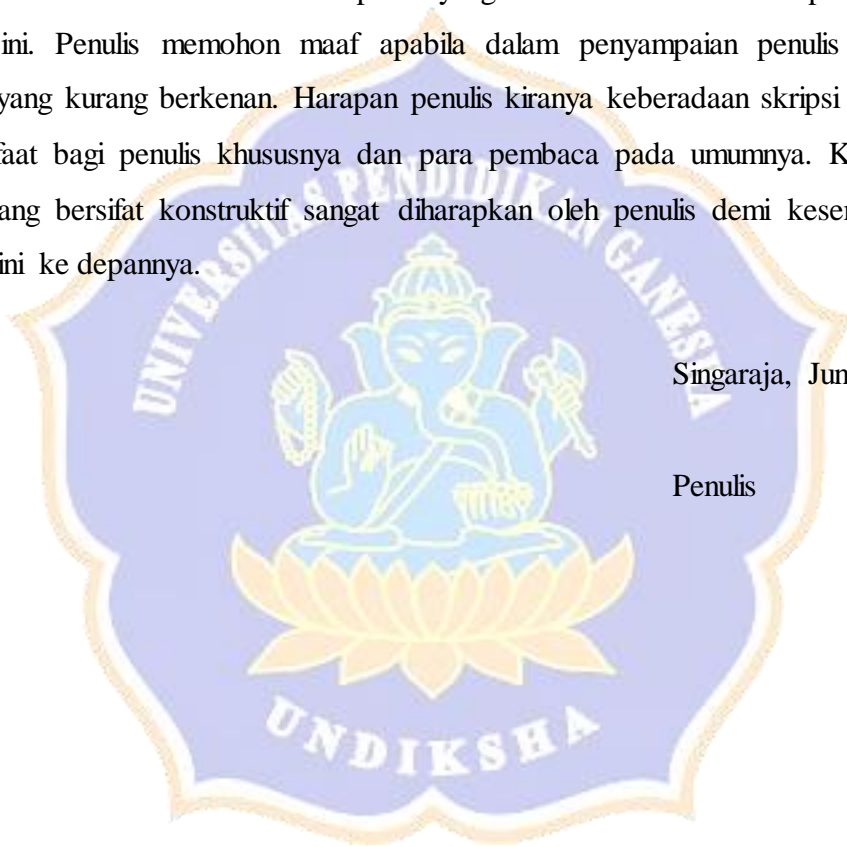 ini. Penulis memohon maaf apabila dalam penyampaian penulis
yang kurang berkenan. Harapan penulis kiranya keberadaan skripsi
faat bagi penulis khususnya dan para pembaca pada umumnya. K
ang bersifat konstruktif sangat diharapkan oleh penulis demi keser
ini ke depannya.
UNIVERSITAS PENDIDIKAN GANESHA
Singaraja, Jun
Penulis
UNDIKSHA